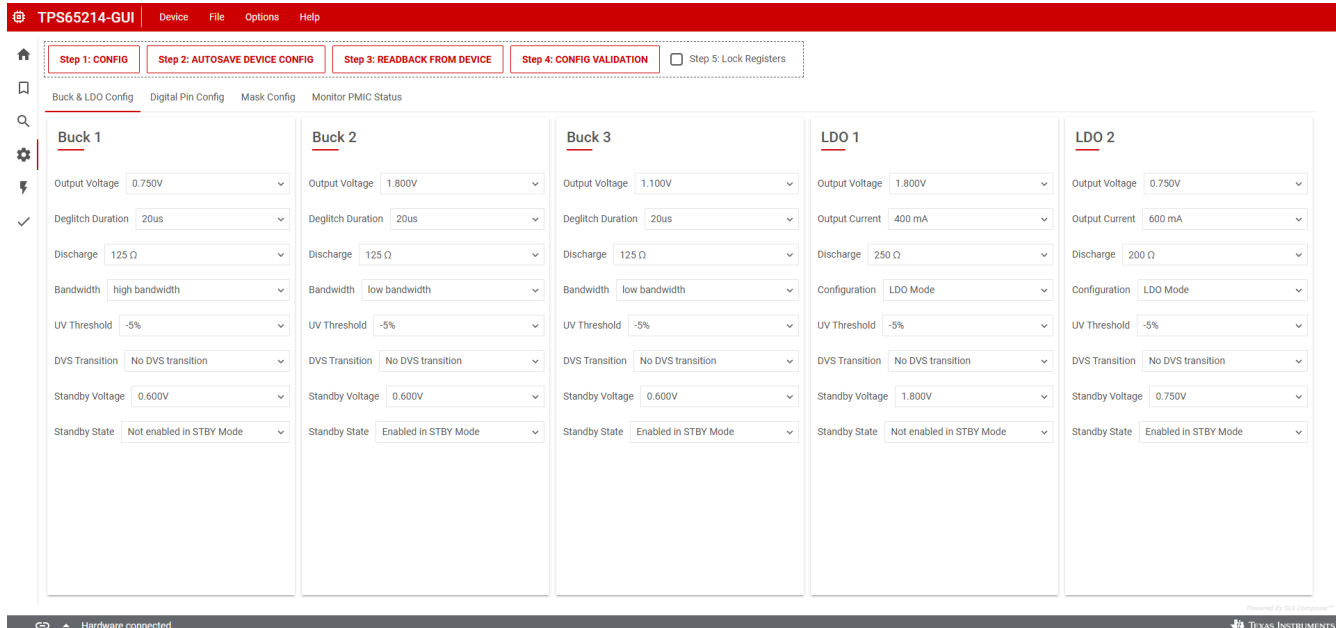 TPS65214-GUI Device File Options Help
Step 1: CONFIG Step 2: AUTOSAVE DEVICE CONFIG Step 3: READBACK FROM DEVICE Step 4: CONFIG VALIDATION Step 5: Lock Registers
Buck & LDO Config Digital Pin Config Mask Config Monitor PMIC Status
Buck 1
Output Voltage 0.750V
Deglitch Duration 20us
Discharge 125 Ω
Bandwidth high bandwidth
UV Threshold -5%
DVS Transition No DVS transition
Standby Voltage 0.600V
Standby State Not enabled in STBY Mode
Buck 2
Output Voltage 1.800V
Deglitch Duration 20us
Discharge 125 Ω
Bandwidth low bandwidth
UV Threshold -5%
DVS Transition No DVS transition
Standby Voltage 0.600V
Standby State Enabled in STBY Mode
Buck 3
Output Voltage 1.100V
Deglitch Duration 20us
Discharge 125 Ω
Bandwidth low bandwidth
UV Threshold -5%
DVS Transition No DVS transition
Standby Voltage 0.600V
Standby State Enabled in STBY Mode
LDO 1
Output Voltage 1.800V
Output Current 400 mA
Discharge 250 Ω
Configuration LDO Mode
UV Threshold -5%
DVS Transition No DVS transition
Standby Voltage 1.800V
Standby State Not enabled in STBY Mode
LDO 2
Output Voltage 0.750V
Output Current 600 mA
Discharge 200 Ω
Configuration LDO Mode
UV Threshold -5%
DVS Transition No DVS transition
Standby Voltage 0.750V
Standby State Enabled in STBY Mode
Powered By GUI Composer™
Hardware connected
TEXAS INSTRUMENTS